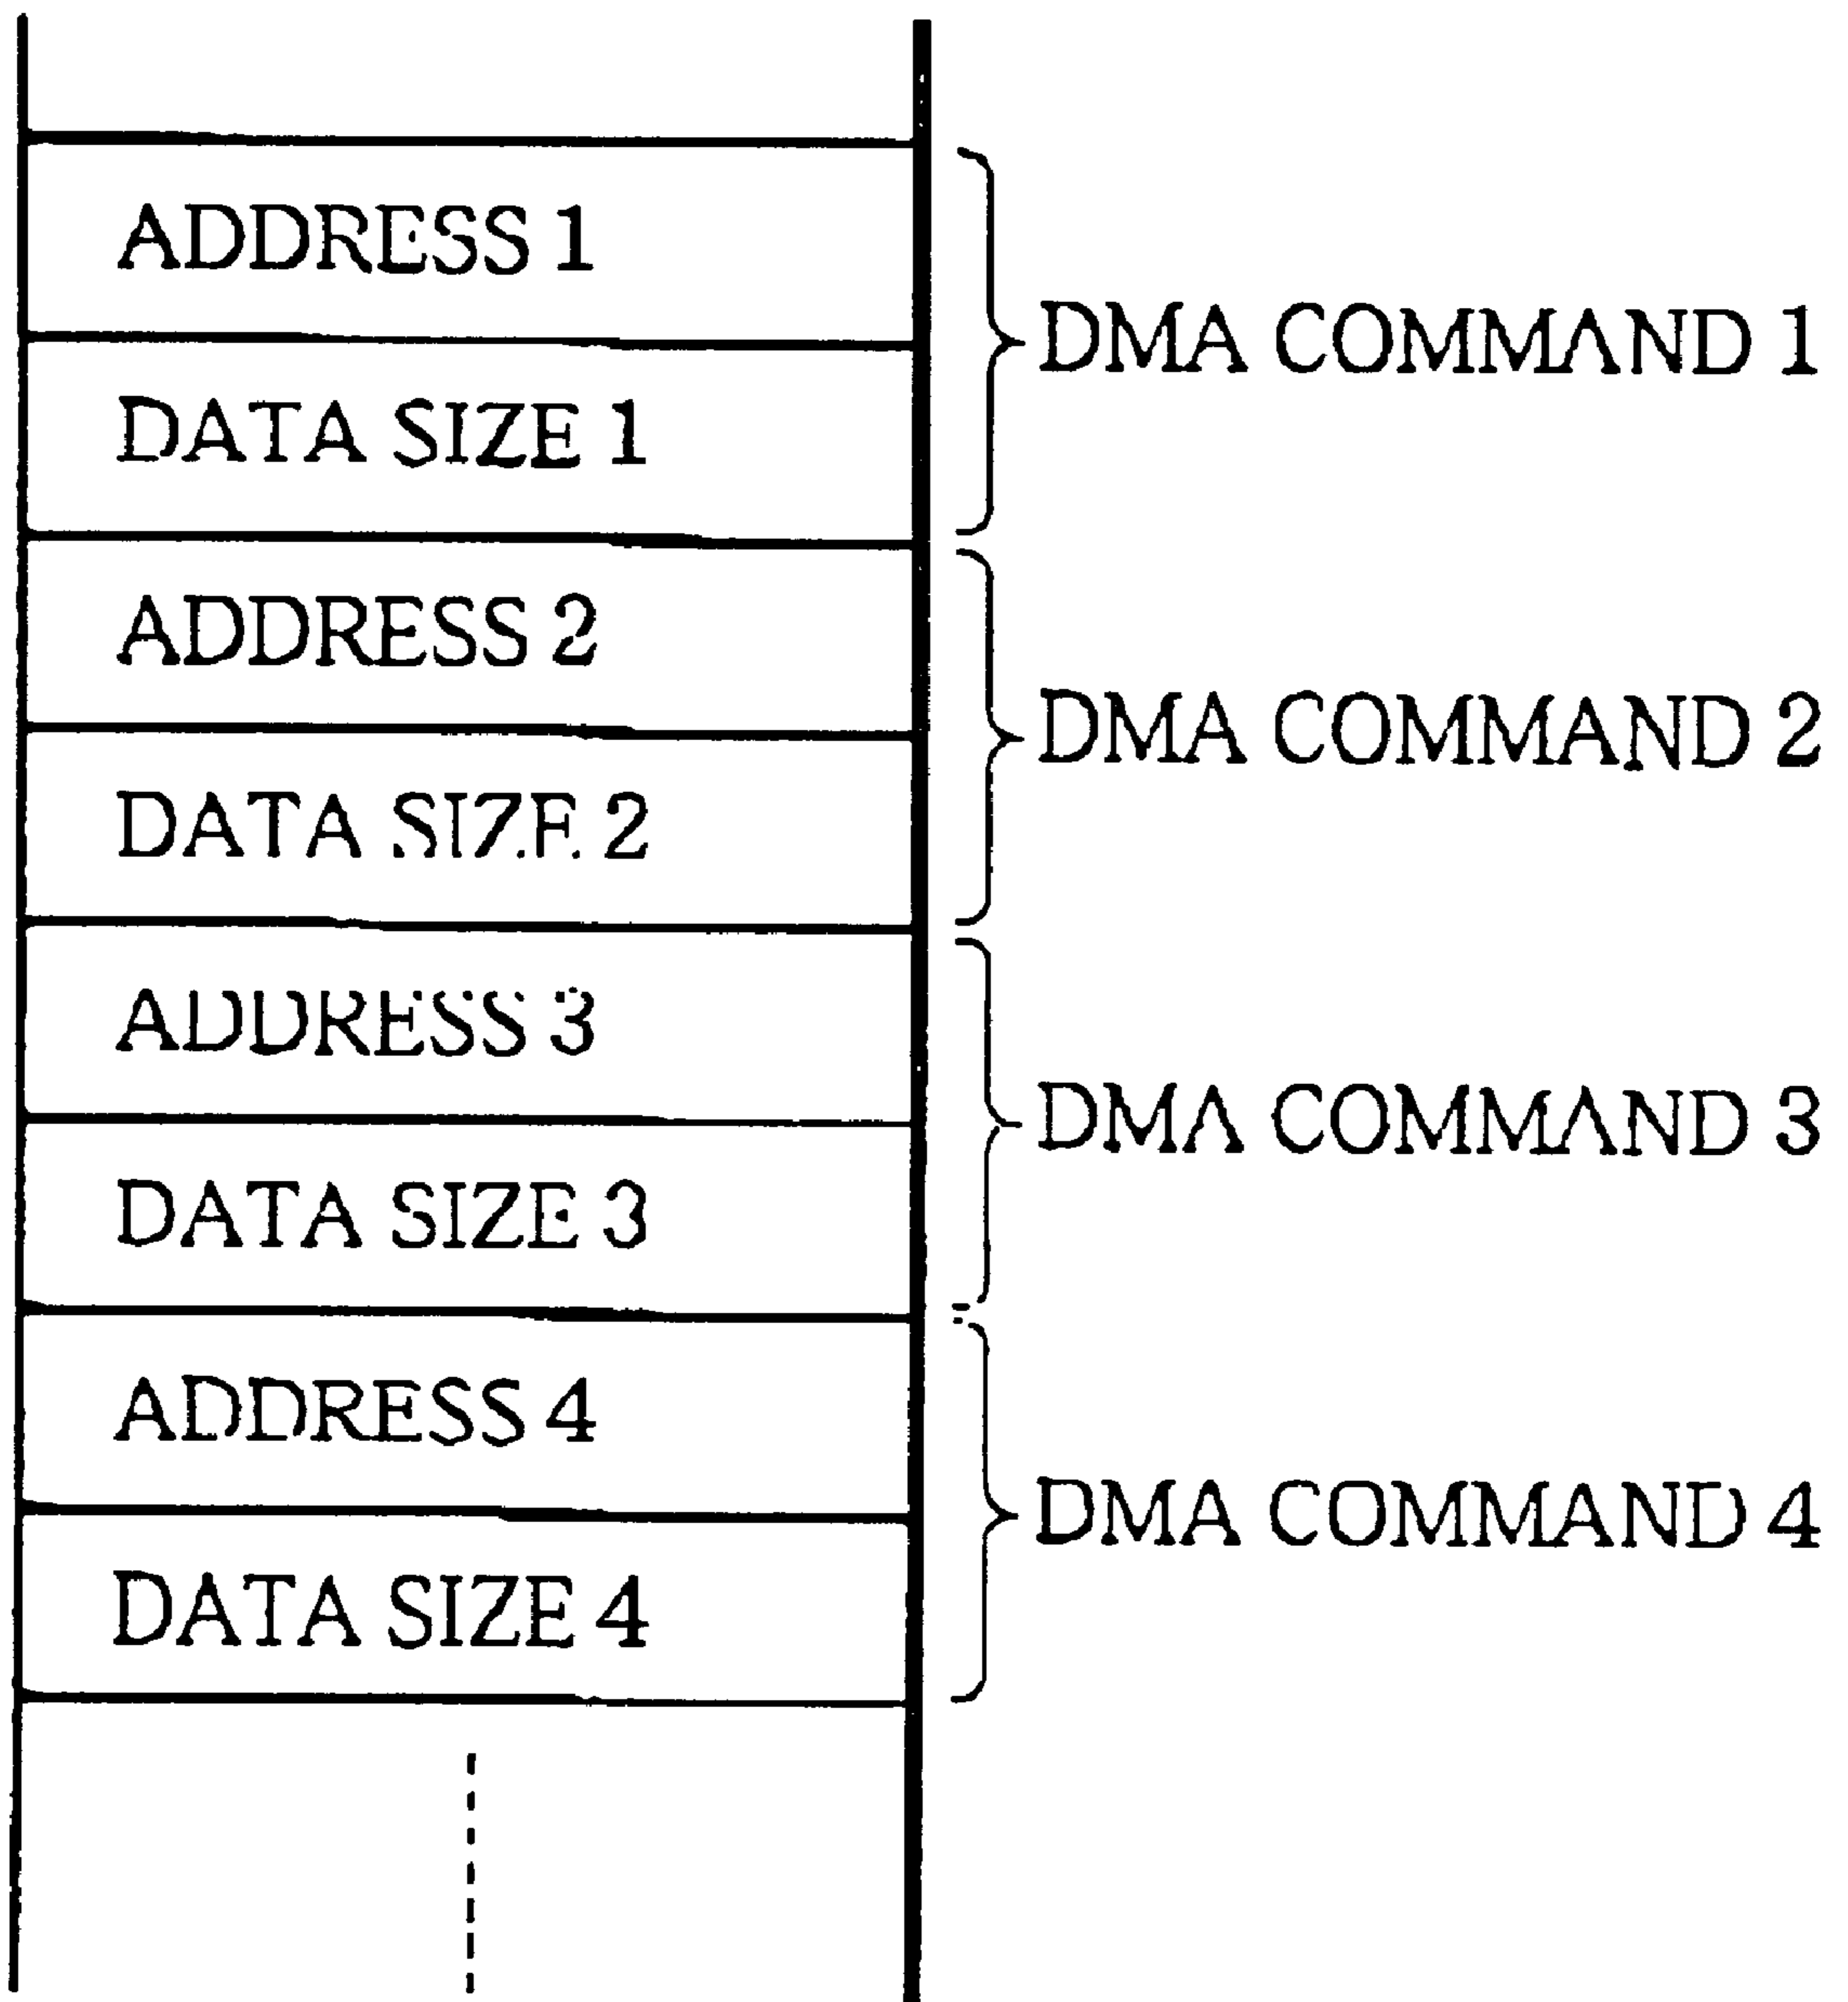 ADDRESS 1
DATA SIZE 1
DMA COMMAND 1
ADDRESS 2
DATA SIZE 2
DMA COMMAND 2
ADDRESS 3
DATA SIZE 3
DMA COMMAND 3
ADDRESS 4
DATA SIZE 4
DMA COMMAND 4